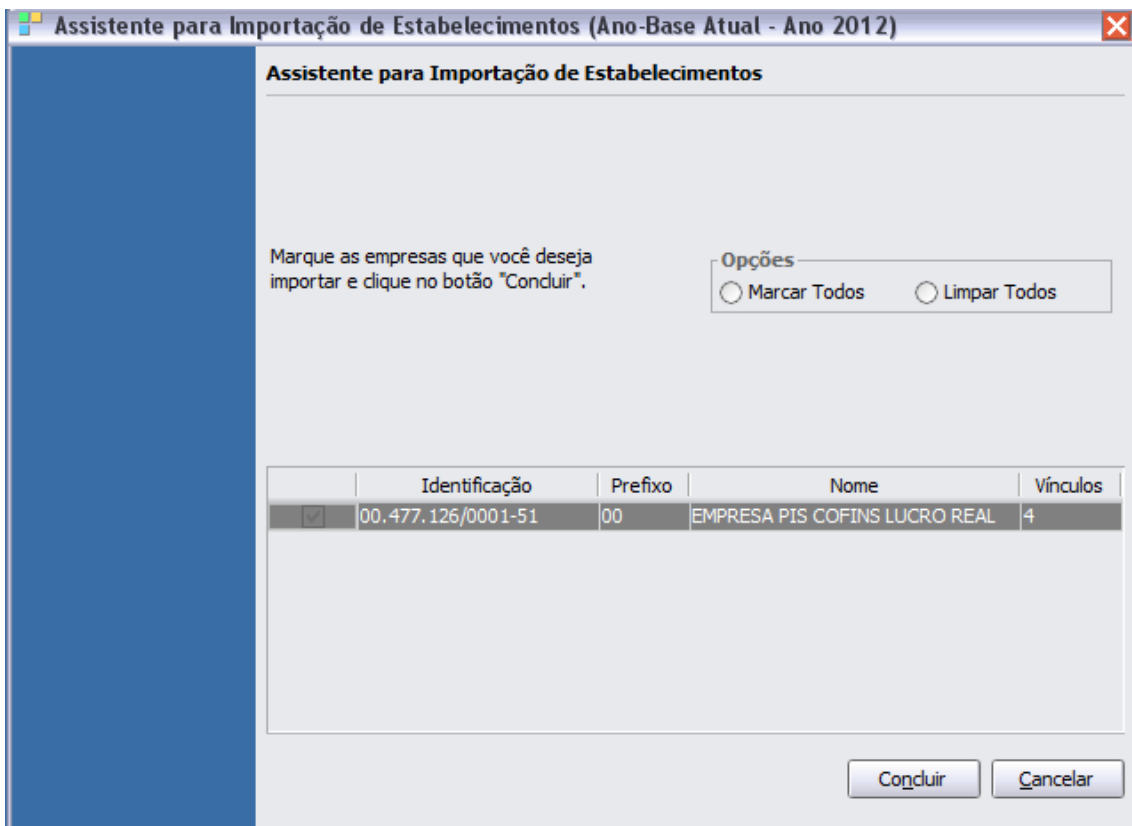 Assistente para Importação de Estabelecimentos (Ano-Base Atual - Ano 2012)
Assistente para Importação de Estabelecimentos
Marque as empresas que você deseja
importar e clique no botão "Concluir".
Opções
Marcar Todos Limpar Todos
Identificação Prefixo Nome Vínculos
00.477.126/0001-51 00 EMPRESA PIS COFINS LUCRO REAL 4
Concluir Cancelar